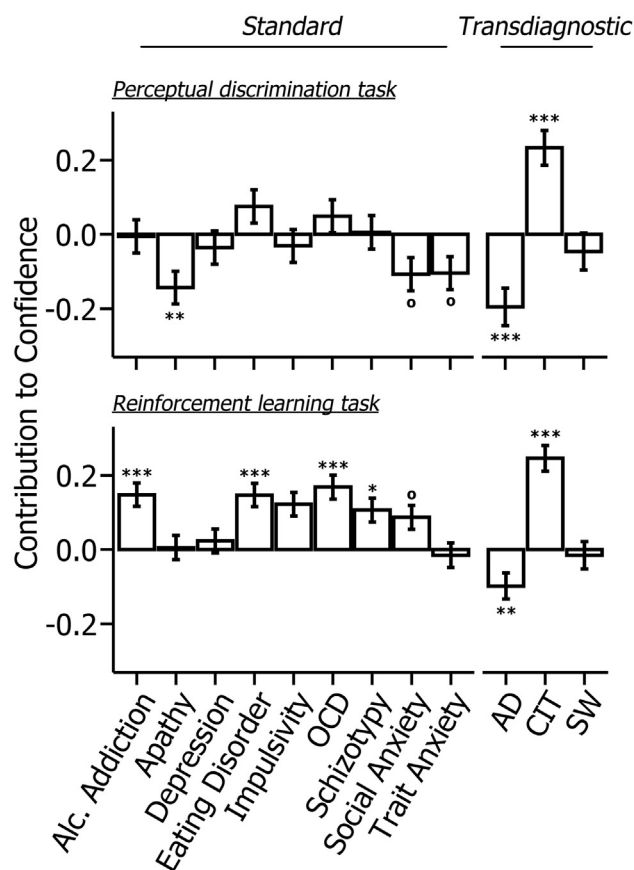 Standard
Transdiagnostic
Perceptual discrimination task
***
0.2
0.0
-0.2
** o o ***
Contribution to Confidence
Reinforcement learning task
*** *** *** * o ***
0.2
0.0
-0.2
**
Alc. Addiction
Apathy
Depression
Eating Disorder
Impulsivity
OCD
Schizotypy
Social Anxiety
Trait Anxiety
AD
CIT
SW